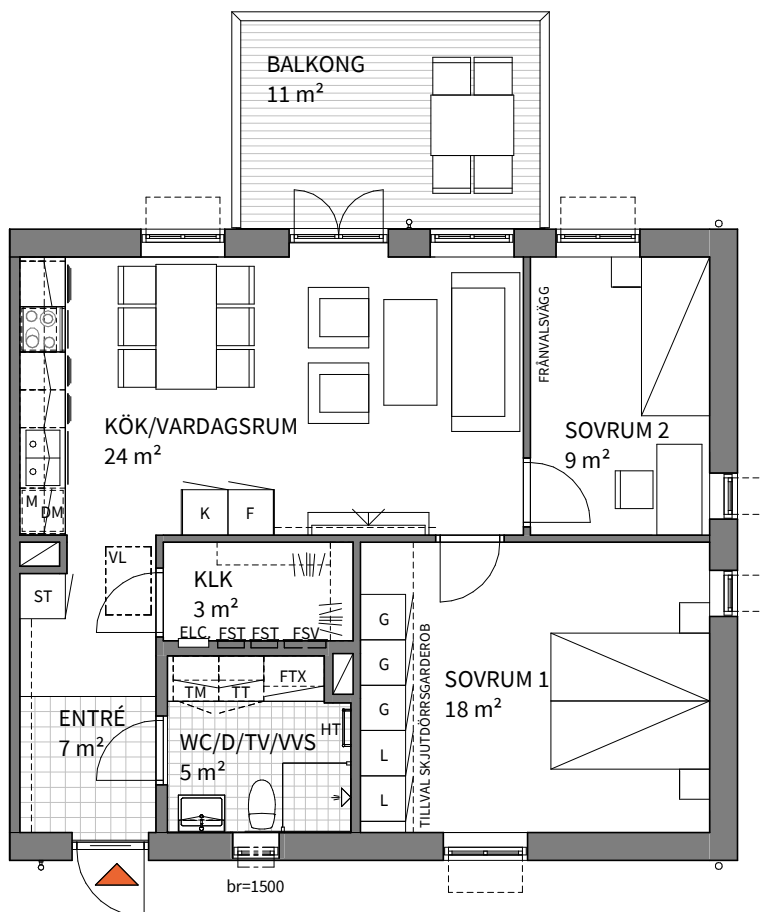 BALKONG
11 m²
FRÅNVALSVÄGG
KÖK/VARDAGSRUM
24 m²
SOVRUM 2
9 m²
M
DM
K
F
VL
KLK
3 m²
ST
ELC
FST
FST
FSV
G
G
G
L
L
TILLVAL SKJUTDÖRRSGARDEROB
SOVRUM 1
18 m²
TM
TT
FTX
ENTRÉ
7 m²
HT
WC/D/TV/VVS
5 m²
br=1500